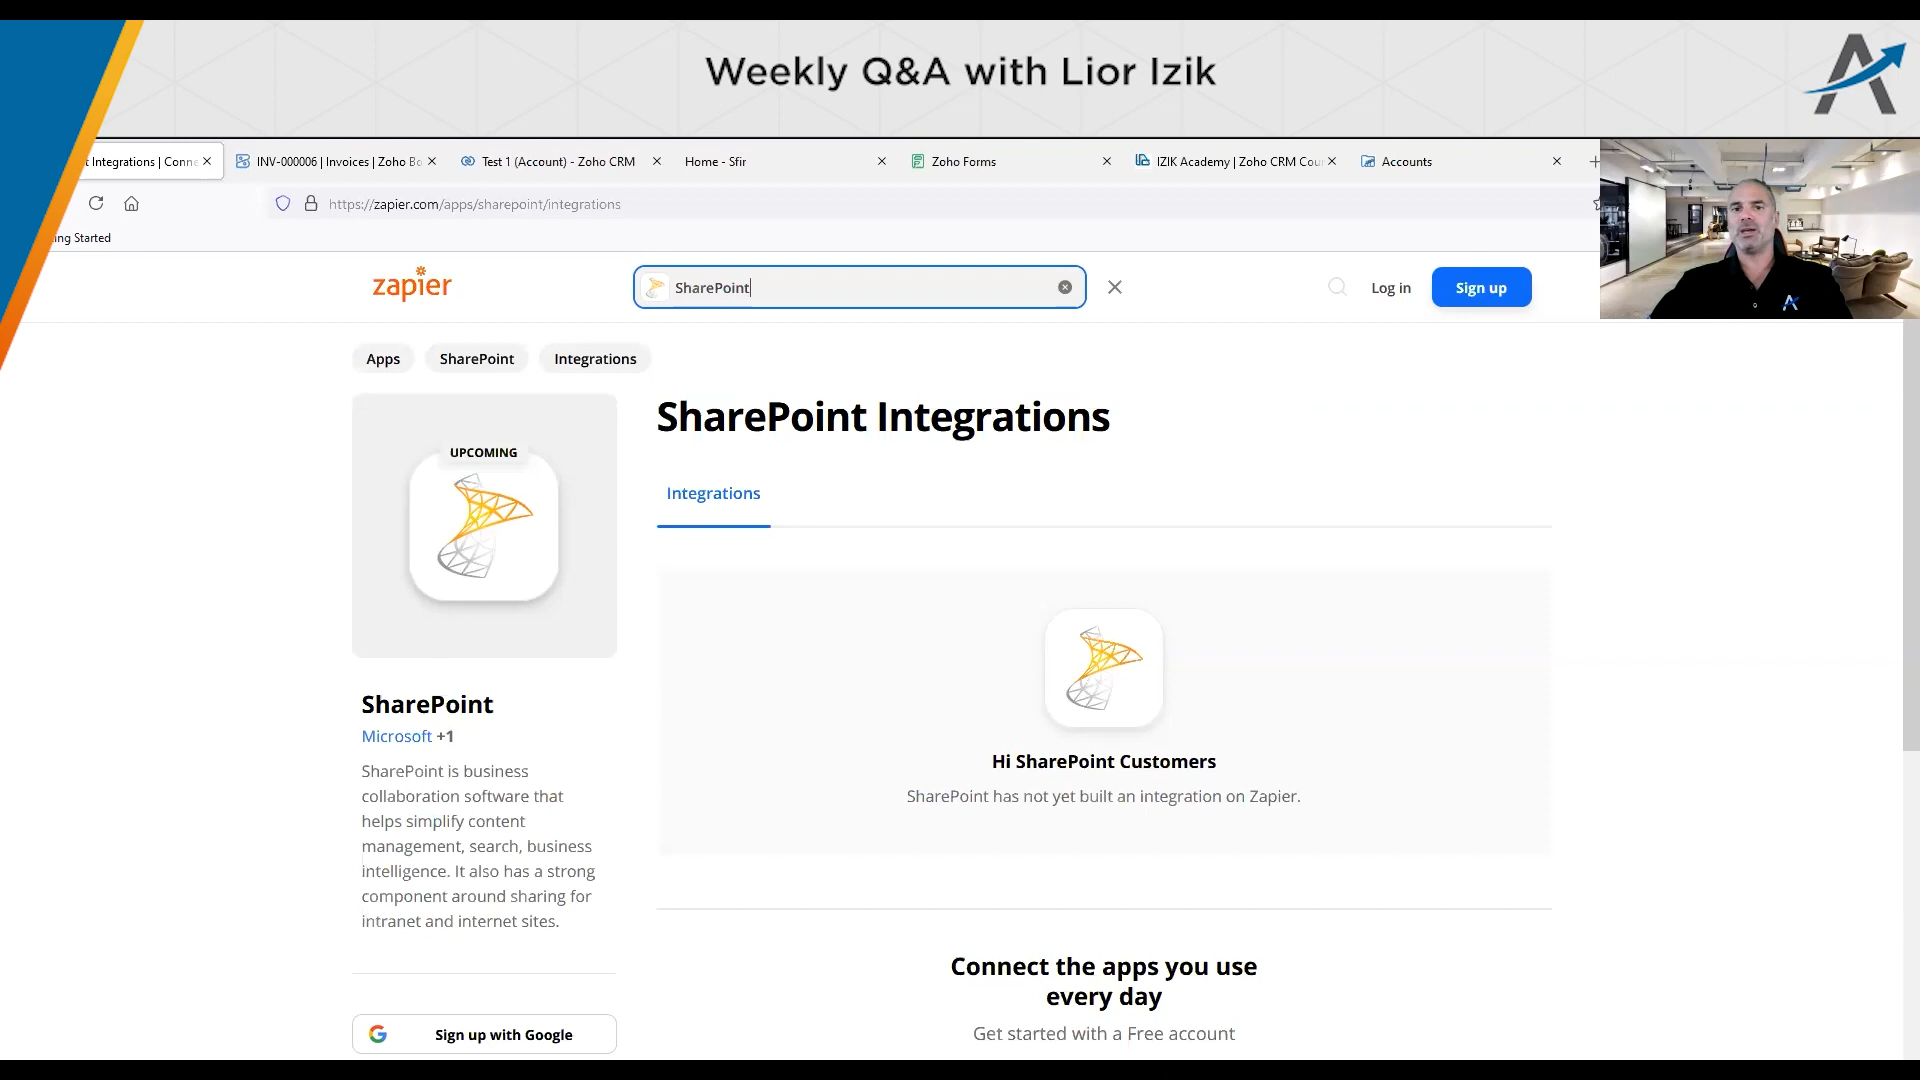 Weekly Q&A with Lior Izik
t Integrations | Conne
INV-000006 | Invoices | Zoho Bo
Test 1 (Account) - Zoho CRM
Home - Sfir
Zoho Forms
IZIK Academy | Zoho CRM Cou
Accounts
https://zapier.com/apps/sharepoint/integrations
ing Started
zapier
SharePoint
Log in
Sign up
Apps
SharePoint
Integrations
UPCOMING
SharePoint Integrations
Integrations
SharePoint
Microsoft +1
SharePoint is business
collaboration software that
helps simplify content
management, search, business
intelligence. It also has a strong
component around sharing for
intranet and internet sites.
Hi SharePoint Customers
SharePoint has not yet built an integration on Zapier.
Connect the apps you use
every day
Get started with a Free account
Sign up with Google